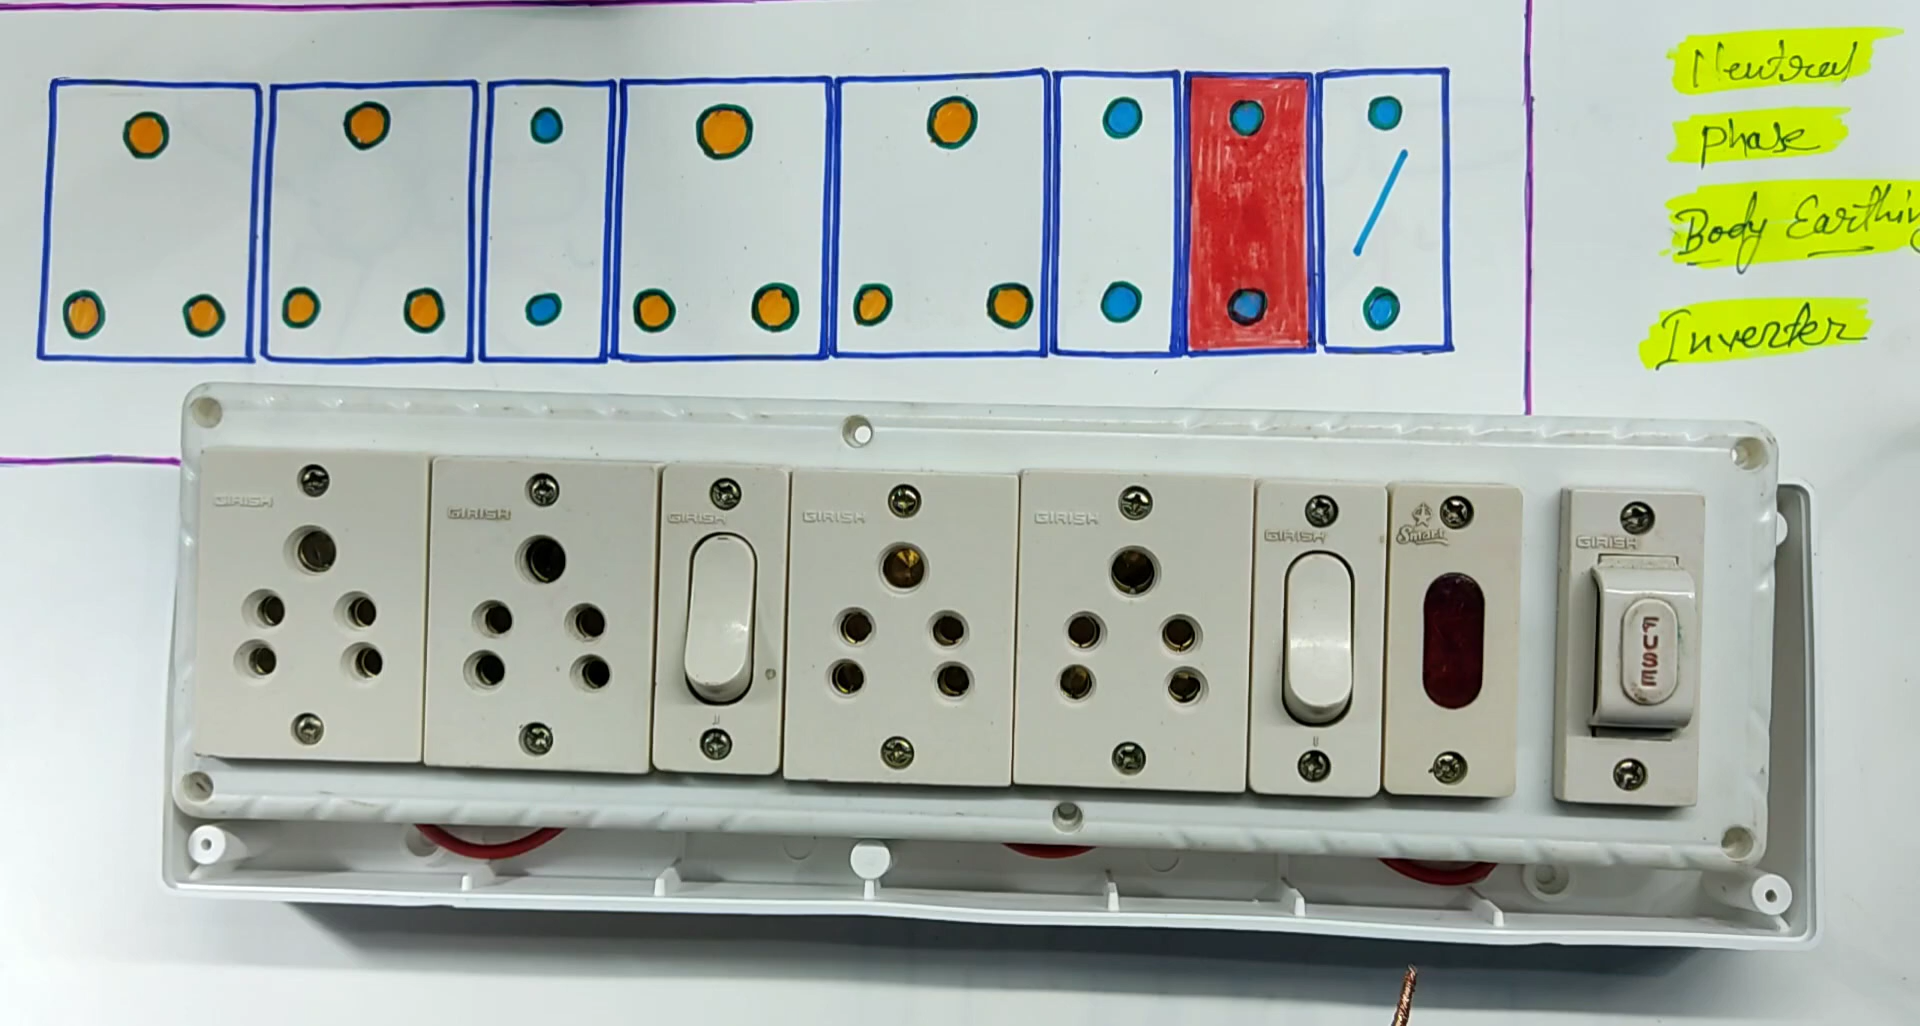 Neutral
Phase
Body Earthin
Inverter
GIRISH
GIRISH
GIRISH
GIRISH
GIRISH
GIRISH
Smart
GIRISH
FUSE